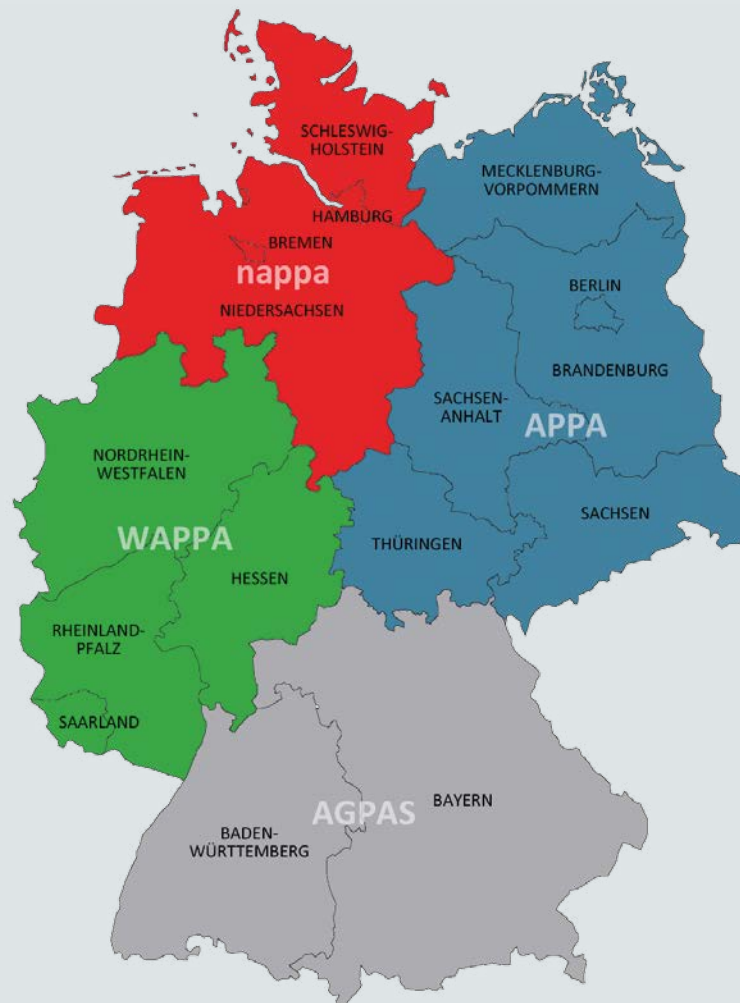 SCHLESWIG-
HOLSTEIN
MECKLENBURG-
VORPOMMERN
HAMBURG
BREMEN
nappa
NIEDERSACHSEN
BERLIN
BRANDENBURG
SACHSEN-
ANHALT
APPA
NORDRHEIN-
WESTFALEN
WAPPA
SACHSEN
THÜRINGEN
HESSEN
RHEINLAND-
PFALZ
SAARLAND
BAYERN
AGPAS
BADEN-
WÜRTTEMBERG